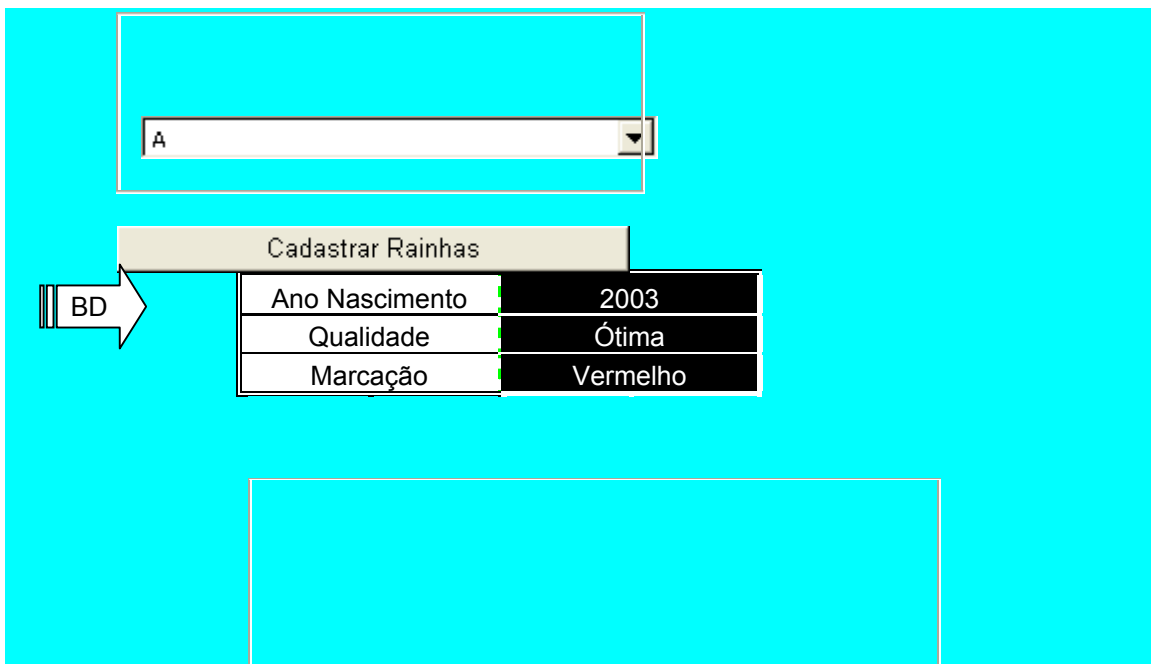 A
Cadastrar Rainhas
BD
Ano Nascimento 2003
Qualidade Ótima
Marcação Vermelho